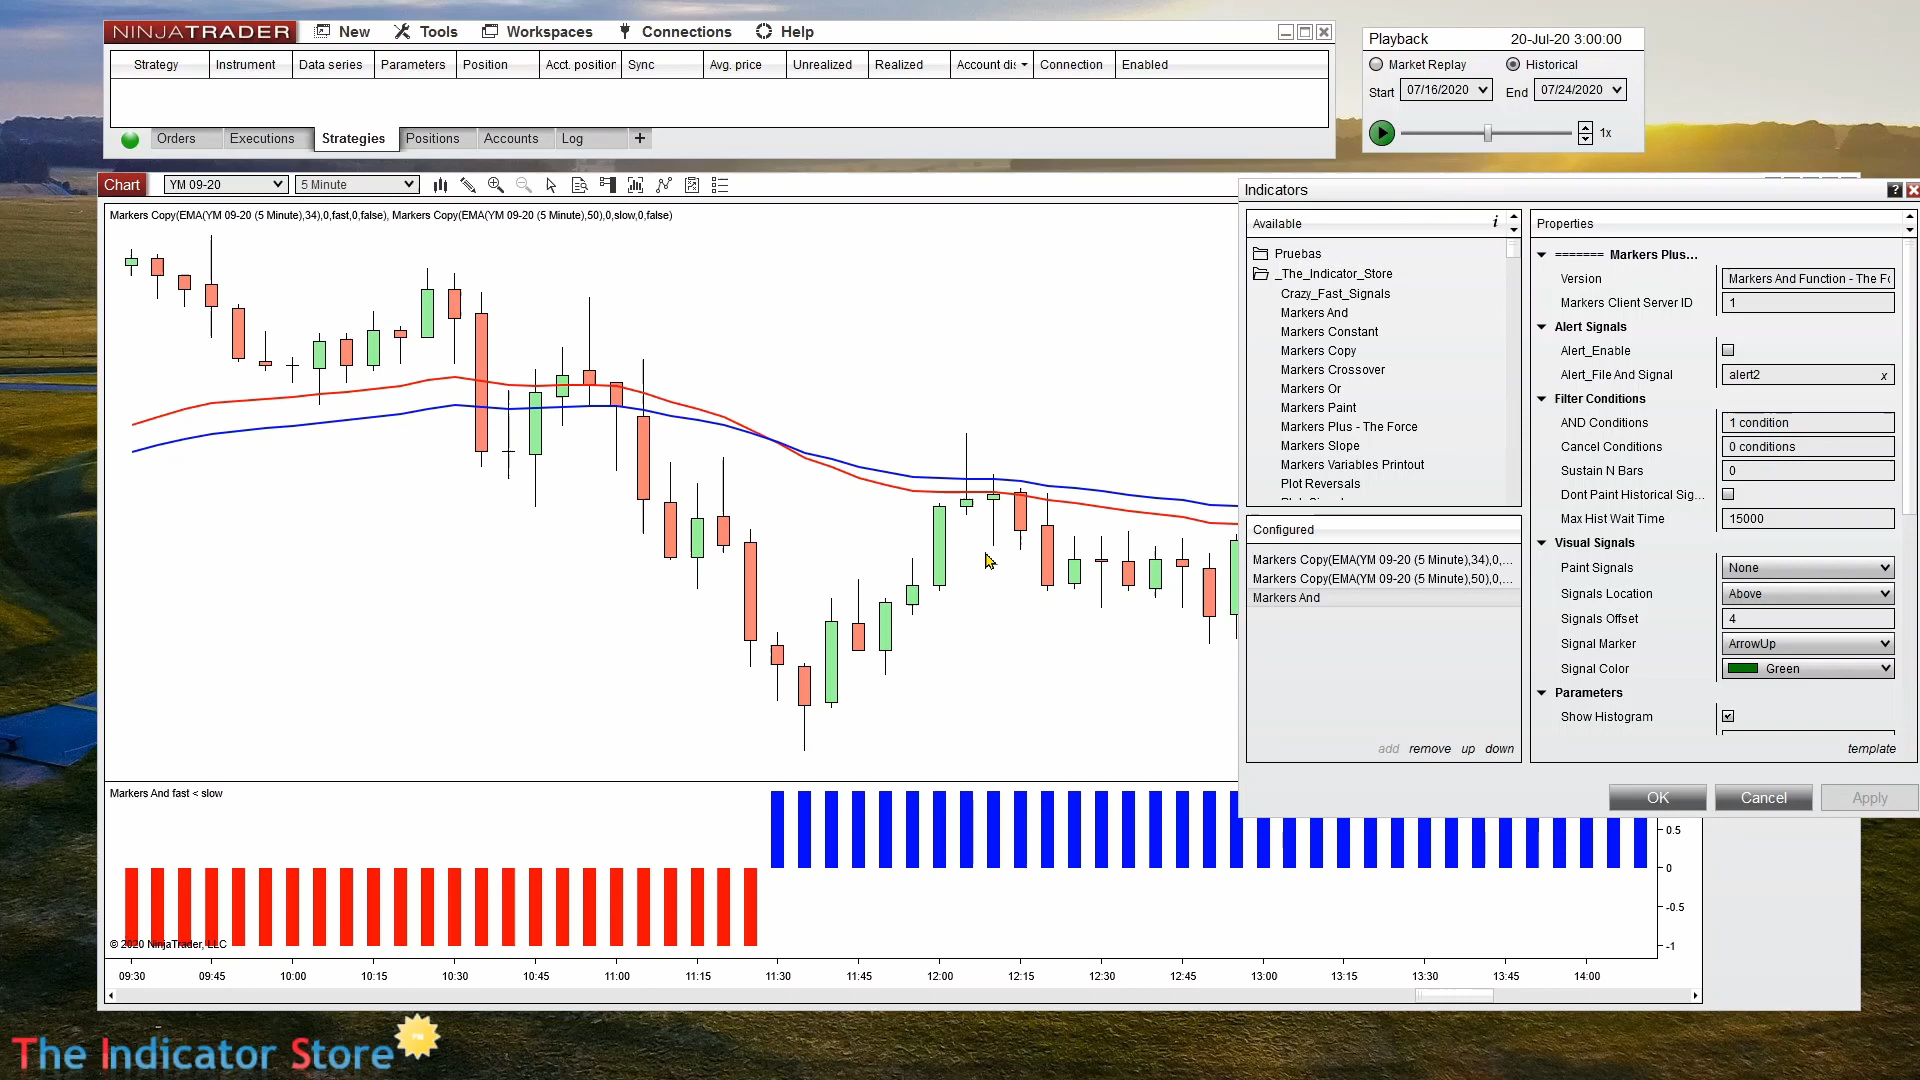 NINJATRADER New Tools Workspaces Connections Help
Strategy Instrument Data series Parameters Position Acct. position Sync Avg. price Unrealized Realized Account dis Connection Enabled
Orders Executions Strategies Positions Accounts Log +
Playback 20-Jul-20 3:00:00
Market Replay Historical
Start 07/16/2020 End 07/24/2020
1x
Chart YM 09-20 5 Minute
Markers Copy(EMA(YM 09-20 (5 Minute),34),0,fast,0,false), Markers Copy(EMA(YM 09-20 (5 Minute),50),0,slow,0,false)
Indicators ? x
Available i
Pruebas
_The_Indicator_Store
Crazy_Fast_Signals
Markers And
Markers Constant
Markers Copy
Markers Crossover
Markers Or
Markers Paint
Markers Plus - The Force
Markers Slope
Markers Variables Printout
Plot Reversals
Configured
Markers Copy(EMA(YM 09-20 (5 Minute),34),0,...
Markers Copy(EMA(YM 09-20 (5 Minute),50),0,...
Markers And
add remove up down
Properties
======= Markers Plus...
Version Markers And Function - The Fo
Markers Client Server ID 1
Alert Signals
Alert_Enable
Alert_File And Signal alert2 x
Filter Conditions
AND Conditions 1 condition
Cancel Conditions 0 conditions
Sustain N Bars 0
Dont Paint Historical Sig...
Max Hist Wait Time 15000
Visual Signals
Paint Signals None
Signals Location Above
Signals Offset 4
Signal Marker ArrowUp
Signal Color Green
Parameters
Show Histogram
template
OK Cancel Apply
Markers And fast < slow
0.5
0
-0.5
-1
© 2020 NinjaTrader, LLC
09:30 09:45 10:00 10:15 10:30 10:45 11:00 11:15 11:30 11:45 12:00 12:15 12:30 12:45 13:00 13:15 13:30 13:45 14:00
The Indicator Store